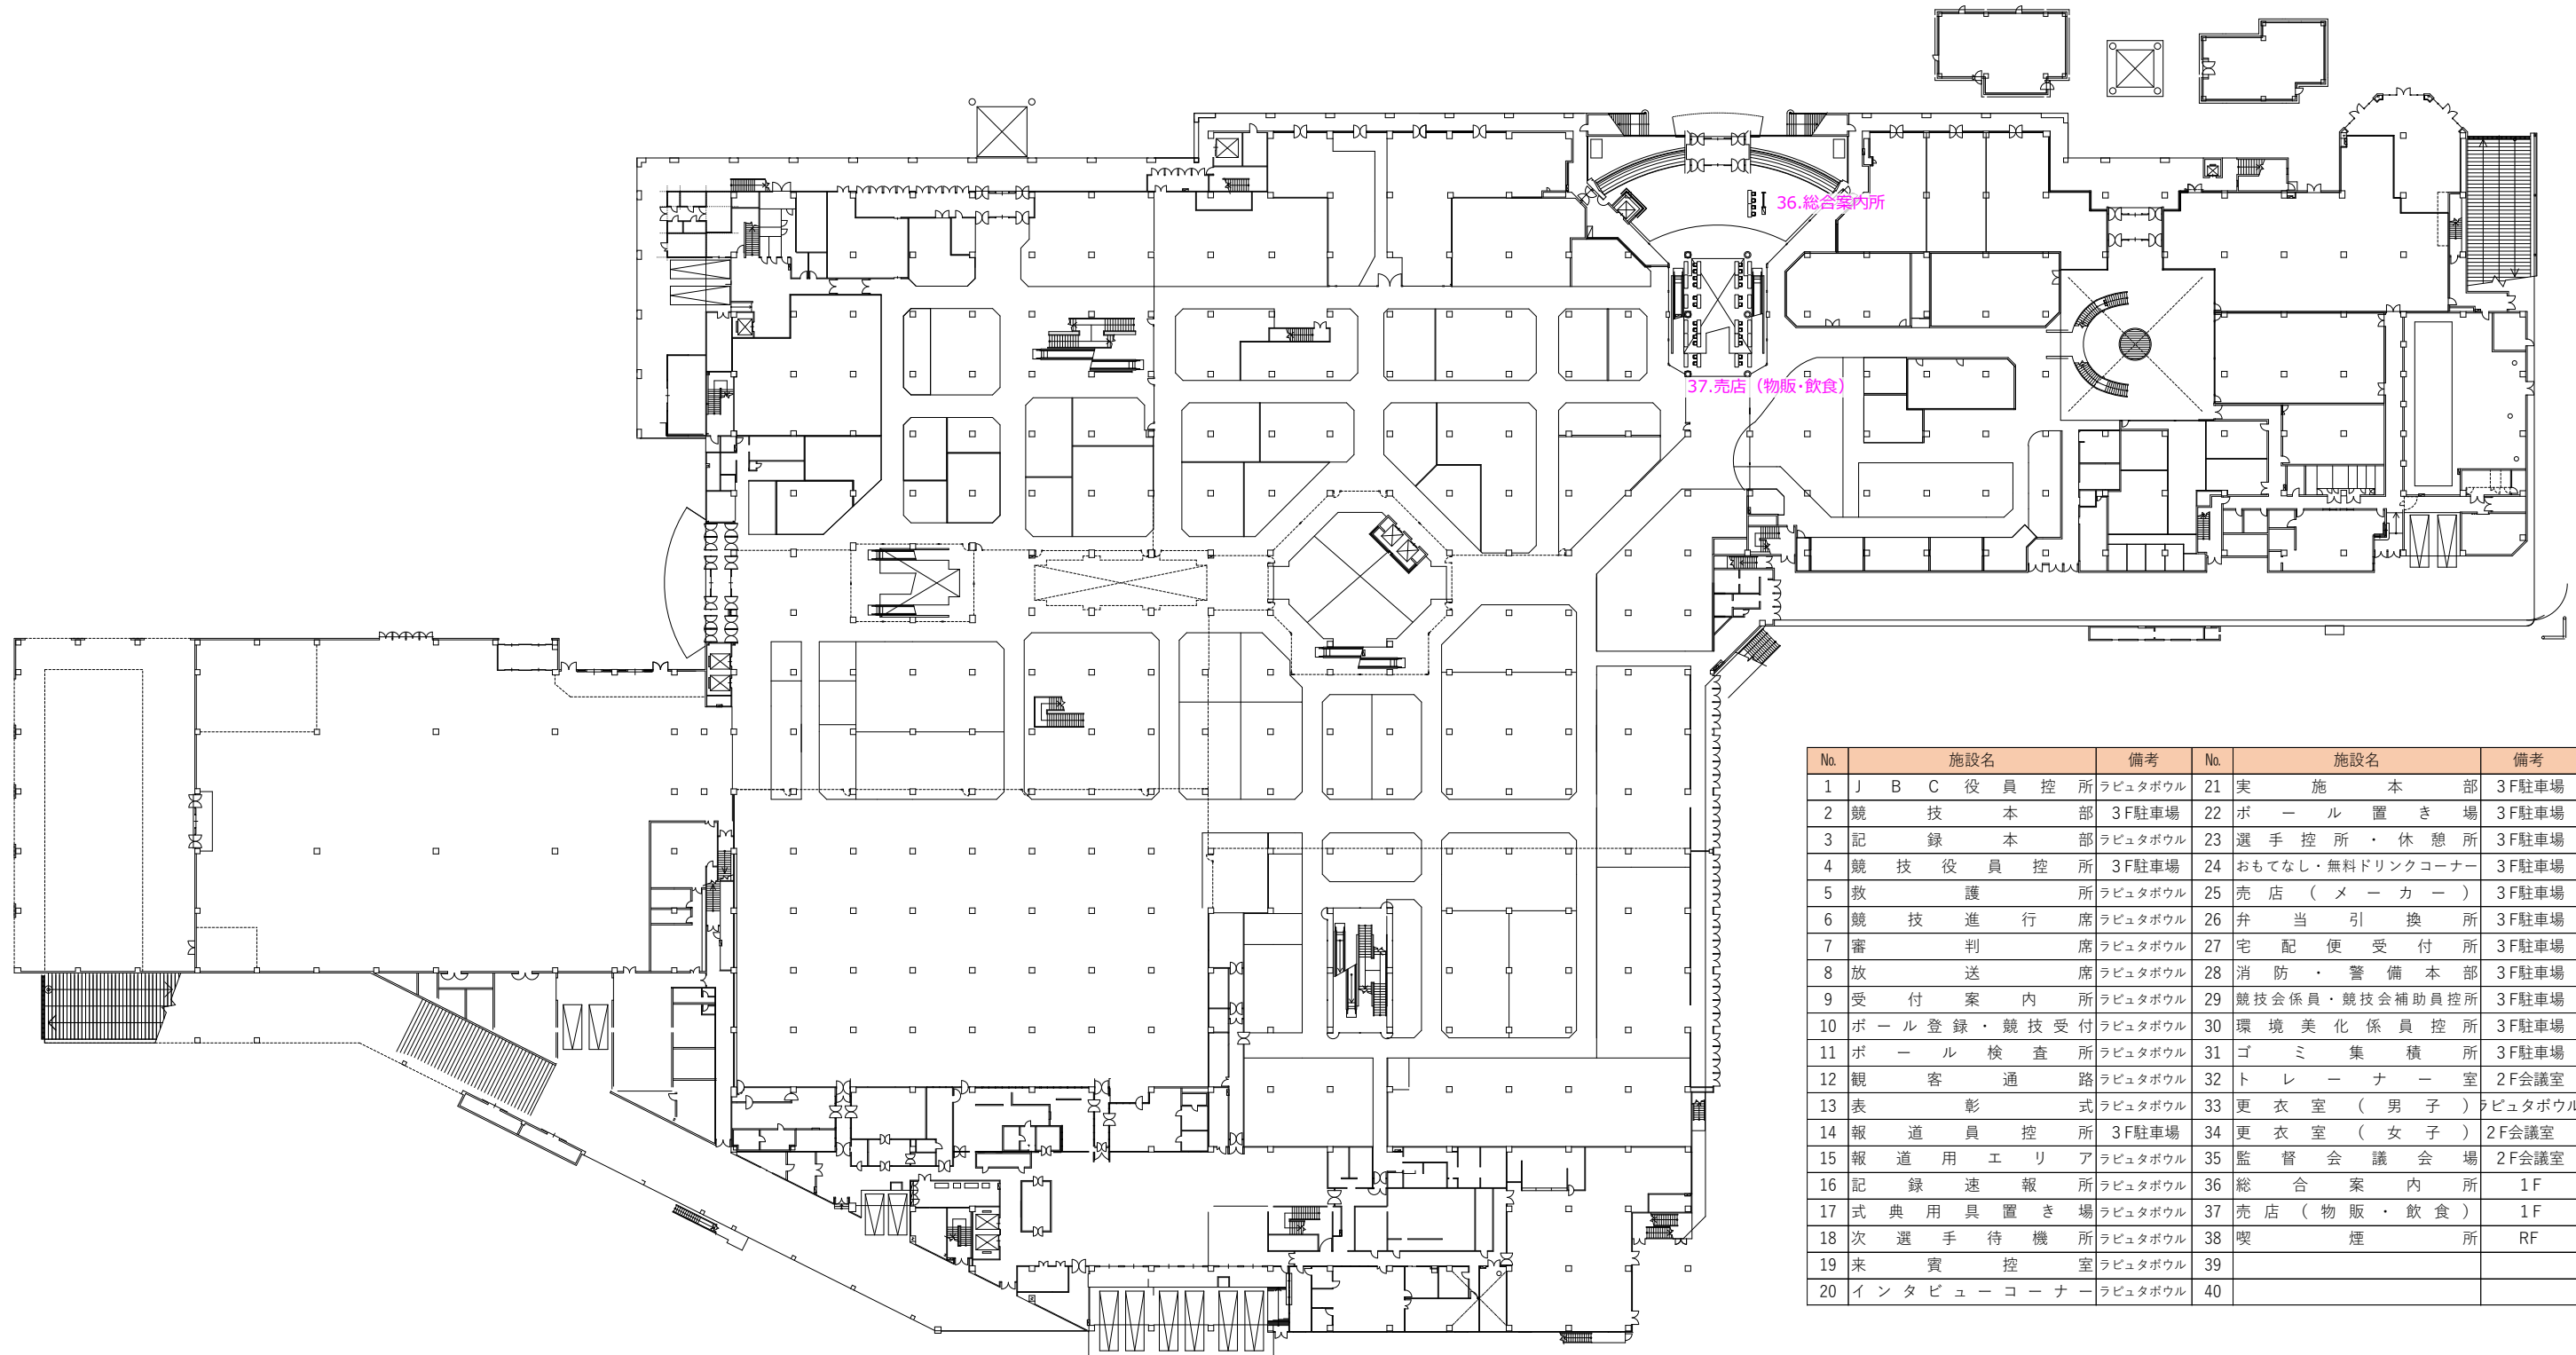 36.総合案内所
37.売店（物販・飲食）
№ 施設名 備考 № 施設名 備考
1 ＪＢＣ役員控所 ラピュタボウル 21 実施本部 3F駐車場
2 競技本部 3F駐車場 22 ボール置き場 3F駐車場
3 記録本部 ラピュタボウル 23 選手控所・休憩所 3F駐車場
4 競技役員控所 3F駐車場 24 おもてなし・無料ドリンクコーナー 3F駐車場
5 救護所 ラピュタボウル 25 売店（メーカー） 3F駐車場
6 競技進行席 ラピュタボウル 26 弁当引換所 3F駐車場
7 審判席 ラピュタボウル 27 宅配便受付所 3F駐車場
8 放送席 ラピュタボウル 28 消防・警備本部 3F駐車場
9 受付案内所 ラピュタボウル 29 競技会係員・競技会補助員控所 3F駐車場
10 ボール登録・競技受付 ラピュタボウル 30 環境美化係員控所 3F駐車場
11 ボール検査所 ラピュタボウル 31 ゴミ集積所 3F駐車場
12 観客通路 ラピュタボウル 32 トレーナー室 2F会議室
13 表彰式 ラピュタボウル 33 更衣室（男子） ラピュタボウル
14 報道員控所 3F駐車場 34 更衣室（女子） 2F会議室
15 報道用エリア ラピュタボウル 35 監督会議会場 2F会議室
16 記録速報所 ラピュタボウル 36 総合案内所 1F
17 式典用具置き場 ラピュタボウル 37 売店（物販・飲食） 1F
18 次選手待機所 ラピュタボウル 38 喫煙所 RF
19 来賓控室 ラピュタボウル 39
20 インタビューコーナー ラピュタボウル 40